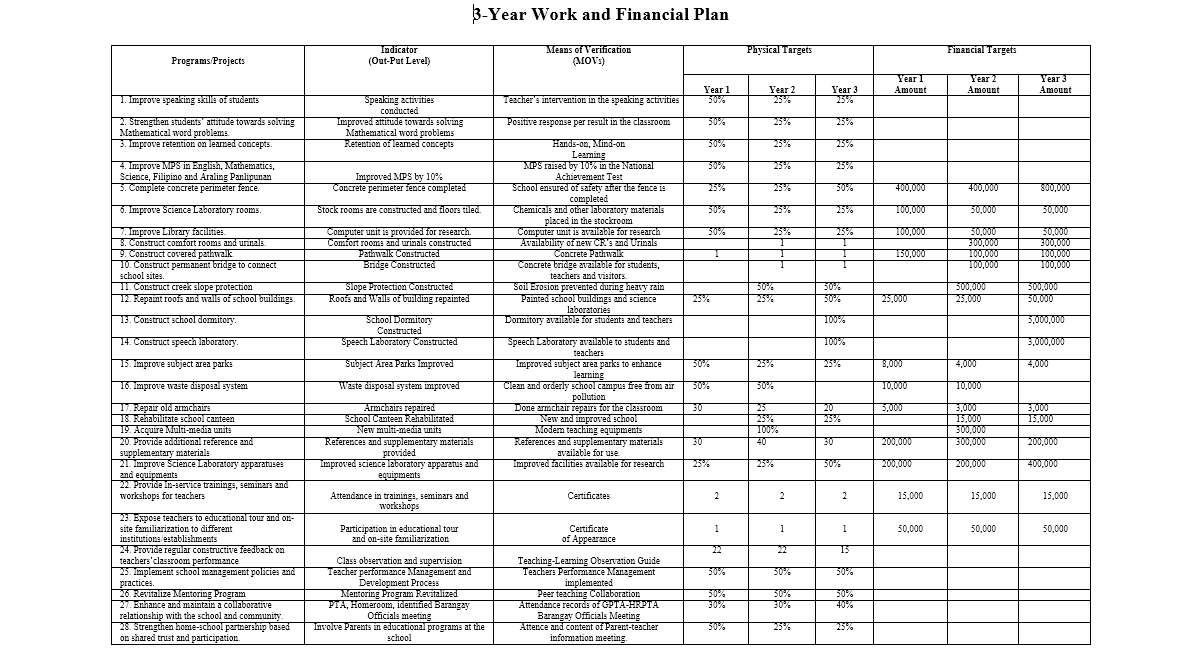 3-Year Work and Financial Plan
Programs/Projects Indicator (Out-Put Level) Means of Verification (MOVs) Physical Targets Financial Targets
Year 1 Year 2 Year 3 Year 1 Amount Year 2 Amount Year 3 Amount
1. Improve speaking skills of students Speaking activities conducted Teacher's intervention in the speaking activities 50% 25% 25%
2. Strengthen students' attitude towards solving Mathematical word problems. Improved attitude towards solving Mathematical word problems Positive response per result in the classroom 50% 25% 25%
3. Improve retention on learned concepts. Retention of learned concepts Hands-on, Mind-on Learning 50% 25% 25%
4. Improve MPS in English, Mathematics, Science, Filipino and Araling Panlipunan Improved MPS by 10% MPS raised by 10% in the National Achievement Test 50% 25% 25%
5. Complete concrete perimeter fence. Concrete perimeter fence completed School ensured of safety after the fence is completed 25% 25% 50% 400,000 400,000 800,000
6. Improve Science Laboratory rooms. Stock rooms are constructed and floors tiled. Chemicals and other laboratory materials placed in the stockroom 50% 25% 25% 100,000 50,000 50,000
7. Improve Library facilities. Computer unit is provided for research. Computer unit is available for research 50% 25% 25% 100,000 50,000 50,000
8. Construct comfort rooms and urinals. Comfort rooms and urinals constructed Availability of new CR's and Urinals 1 1 300,000 300,000
9. Construct covered pathwalk. Pathwalk Constructed Concrete Pathwalk 1 1 1 150,000 100,000 100,000
10. Construct permanent bridge to connect school sites. Bridge Constructed Concrete bridge available for students, teachers and visitors. 1 1 100,000 100,000
11. Construct creek slope protection Slope Protection Constructed Soil Erosion prevented during heavy rain 50% 50% 500,000 500,000
12. Repaint roofs and walls of school buildings. Roofs and Walls of building repainted Painted school buildings and science laboratories 25% 25% 50% 25,000 25,000 50,000
13. Construct school dormitory. School Dormitory Constructed Dormitory available for students and teachers 100% 5,000,000
14. Construct speech laboratory. Speech Laboratory Constructed Speech Laboratory available to students and teachers 100% 3,000,000
15. Improve subject area parks Subject Area Parks Improved Improved subject area parks to enhance learning 50% 25% 25% 8,000 4,000 4,000
16. Improve waste disposal system Waste disposal system improved Clean and orderly school campus free from air pollution 50% 50% 10,000 10,000
17. Repair old armchairs Armchairs repaired Done armchair repairs for the classroom 30 25 20 5,000 3,000 3,000
18. Rehabilitate school canteen School Canteen Rehabilitated New and improved school 25% 25% 15,000 15,000
19. Acquire Multi-media units New multi-media units Modern teaching equipments 100% 300,000
20. Provide additional reference and supplementary materials References and supplementary materials provided References and supplementary materials available for use. 30 40 30 200,000 300,000 200,000
21. Improve Science Laboratory apparatuses and equipments Improved science laboratory apparatus and equipments Improved facilities available for research 25% 25% 50% 200,000 200,000 400,000
22. Provide In-service trainings, seminars and workshops for teachers Attendance in trainings, seminars and workshops Certificates 2 2 2 15,000 15,000 15,000
23. Expose teachers to educational tour and on-site familiarization to different institutions/establishments Participation in educational tour and on-site familiarization Certificate of Appearance 1 1 1 50,000 50,000 50,000
24. Provide regular constructive feedback on teachers'classroom performance Class observation and supervision Teaching-Learning Observation Guide 22 22 15
25. Implement school management policies and practices. Teacher performance Management and Development Process Teachers Performance Management implemented 50% 50% 50%
26. Revitalize Mentoring Program Mentoring Program Revitalized Peer teaching Collaboration 50% 50% 50%
27. Enhance and maintain a collaborative relationship with the school and community. PTA, Homeroom, identified Barangay Officials meeting Attendance records of GPTA-HRPTA Barangay Officials Meeting 30% 30% 40%
28. Strengthen home-school partnership based on shared trust and participation. Involve Parents in educational programs at the school Attence and content of Parent-teacher information meeting. 50% 25% 25%